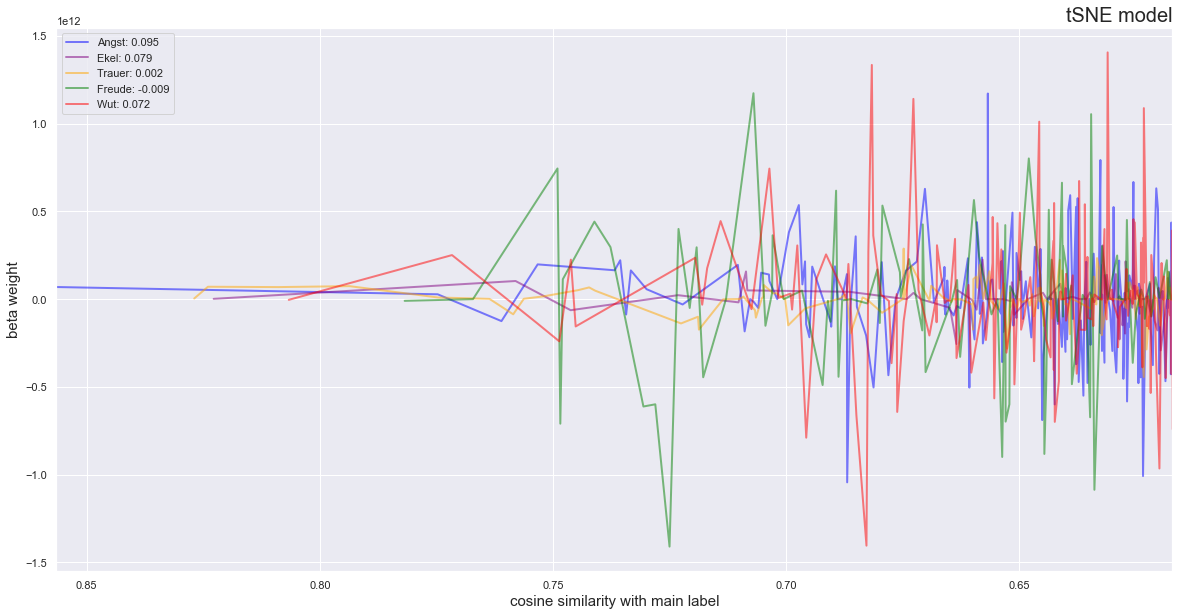 tSNE model
1e12
Angst: 0.095
Ekel: 0.079
Trauer: 0.002
Freude: -0.009
Wut: 0.072
1.5
1.0
0.5
0.0
−0.5
−1.0
−1.5
beta weight
0.85 0.80 0.75 0.70 0.65
cosine similarity with main label